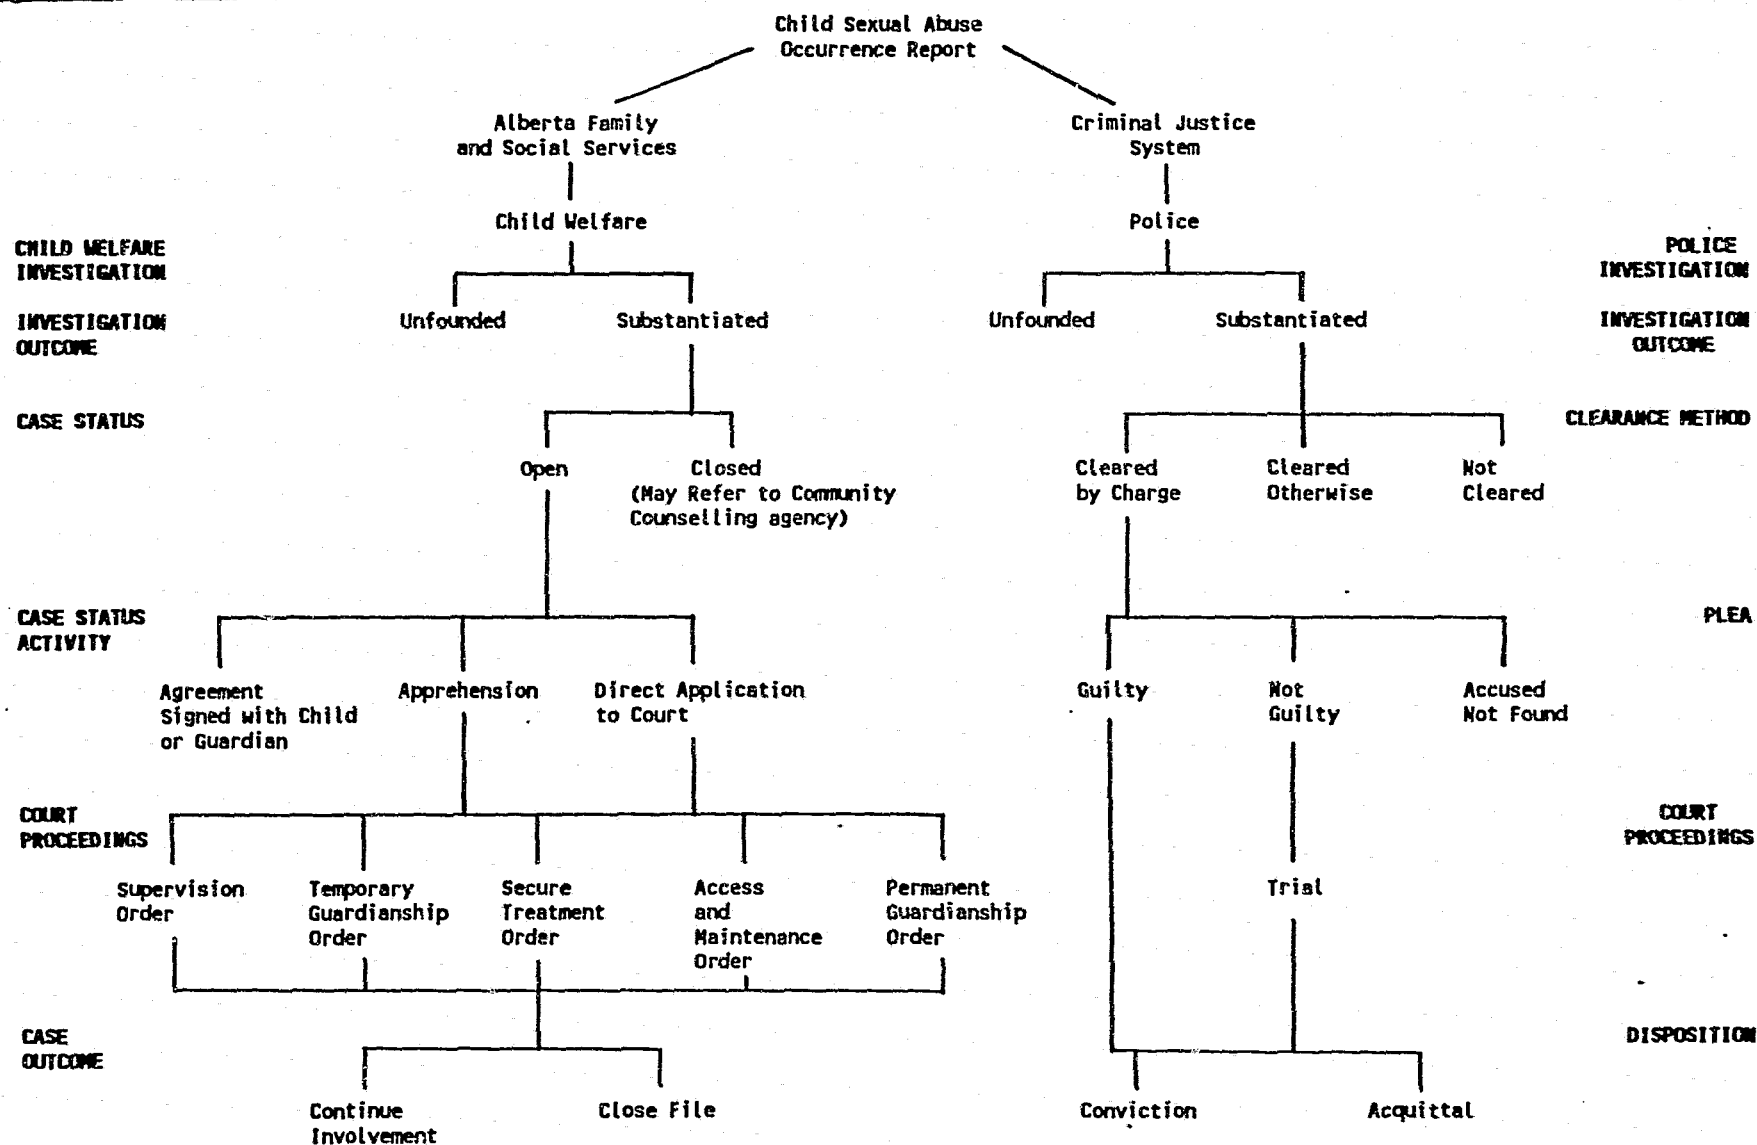 Child Sexual Abuse
Occurrence Report
Alberta Family
and Social Services
Criminal Justice
System
Child Welfare
Police
CHILD WELFARE
INVESTIGATION
POLICE
INVESTIGATION
INVESTIGATION
OUTCOME
Unfounded
Substantiated
Unfounded
Substantiated
INVESTIGATION
OUTCOME
CASE STATUS
CLEARANCE METHOD
Open
Closed
(May Refer to Community
Counselling agency)
Cleared
by Charge
Cleared
Otherwise
Not
Cleared
CASE STATUS
ACTIVITY
PLEA
Agreement
Signed with Child
or Guardian
Apprehension
Direct Application
to Court
Guilty
Not
Guilty
Accused
Not Found
COURT
PROCEEDINGS
COURT
PROCEEDINGS
Supervision
Order
Temporary
Guardianship
Order
Secure
Treatment
Order
Access
and
Maintenance
Order
Permanent
Guardianship
Order
Trial
CASE
OUTCOME
DISPOSITION
Continue
Involvement
Close File
Conviction
Acquittal